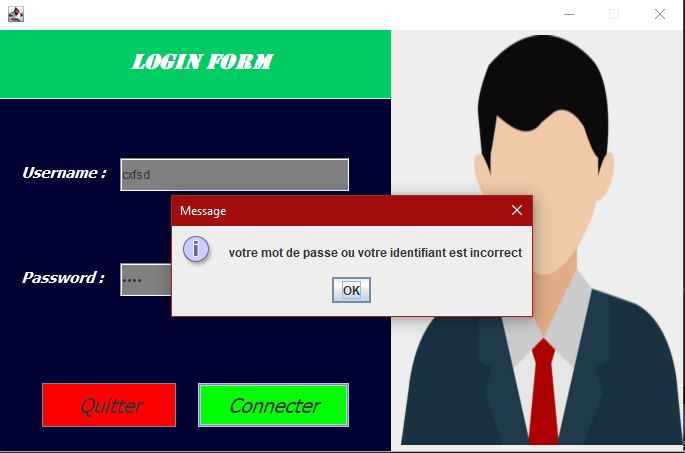 LOGIN FORM
Username :
cxfsd
Message
votre mot de passe ou votre identifiant est incorrect
OK
Password :
••••
Quitter
Connecter